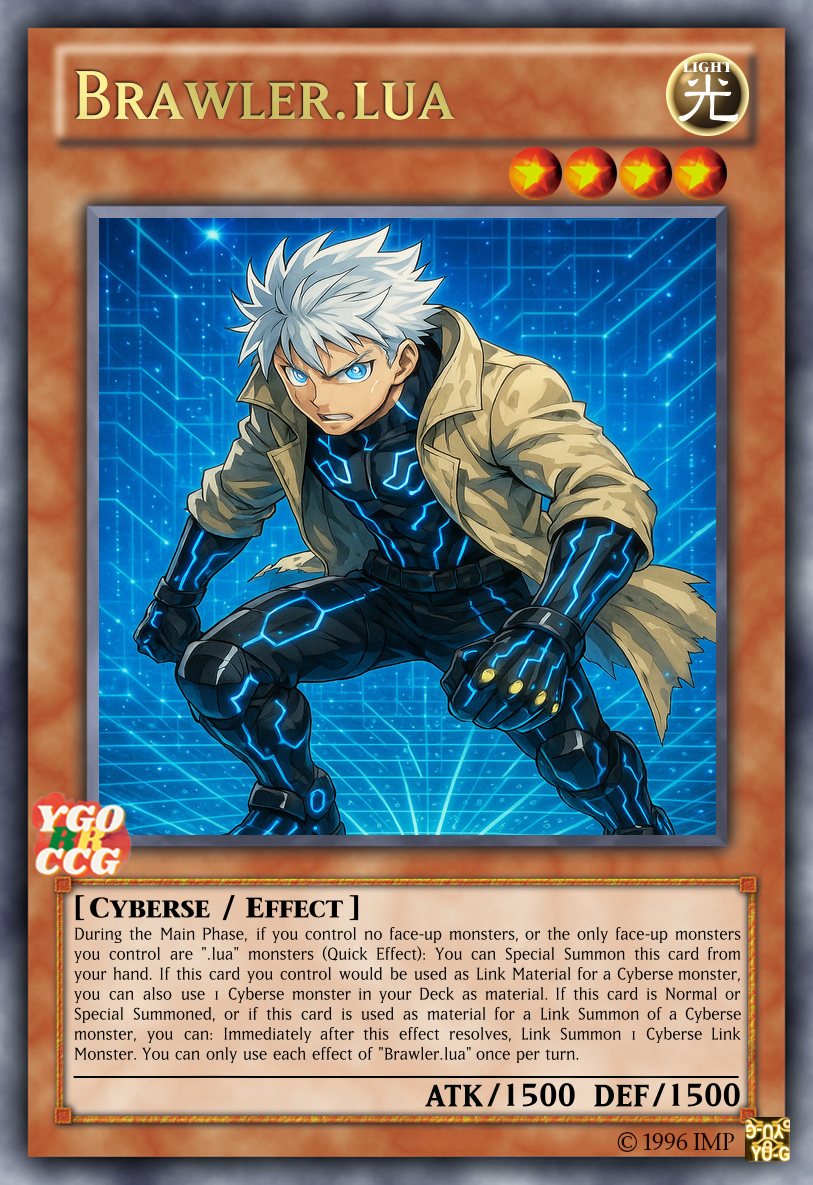 Brawler.lua
LIGHT
光
YGO
RR
CCG
[ Cyberse / Effect ]
During the Main Phase, if you control no face-up monsters, or the only face-up monsters
you control are ".lua" monsters (Quick Effect): You can Special Summon this card from
your hand. If this card you control would be used as Link Material for a Cyberse monster,
you can also use 1 Cyberse monster in your Deck as material. If this card is Normal or
Special Summoned, or if this card is used as material for a Link Summon of a Cyberse
monster, you can: Immediately after this effect resolves, Link Summon 1 Cyberse Link
Monster. You can only use each effect of "Brawler.lua" once per turn.
ATK/1500 DEF/1500
© 1996 IMP